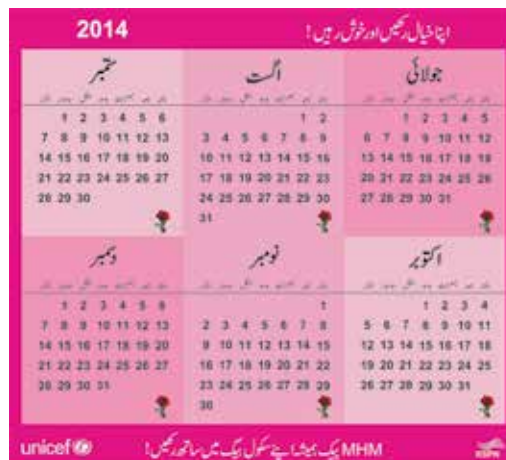 2014
اپنا خیال رکھیں اور خوش رہیں!
جولائی
1 2 3 4 5
6 7 8 9 10 11 12
13 14 15 16 17 18 19
20 21 22 23 24 25 26
27 28 29 30 31
اگست
1 2
3 4 5 6 7 8 9
10 11 12 13 14 15 16
17 18 19 20 21 22 23
24 25 26 27 28 29 30
31
ستمبر
1 2 3 4 5 6
7 8 9 10 11 12 13
14 15 16 17 18 19 20
21 22 23 24 25 26 27
28 29 30
اکتوبر
1 2 3 4
5 6 7 8 9 10 11
12 13 14 15 16 17 18
19 20 21 22 23 24 25
26 27 28 29 30 31
نومبر
1
2 3 4 5 6 7 8
9 10 11 12 13 14 15
16 17 18 19 20 21 22
23 24 25 26 27 28 29
30
دسمبر
1 2 3 4 5 6
7 8 9 10 11 12 13
14 15 16 17 18 19 20
21 22 23 24 25 26 27
28 29 30 31
MHM بیگ ہمیشہ اپنے سکول بیگ میں ساتھ رکھیں!
unicef
RSPN